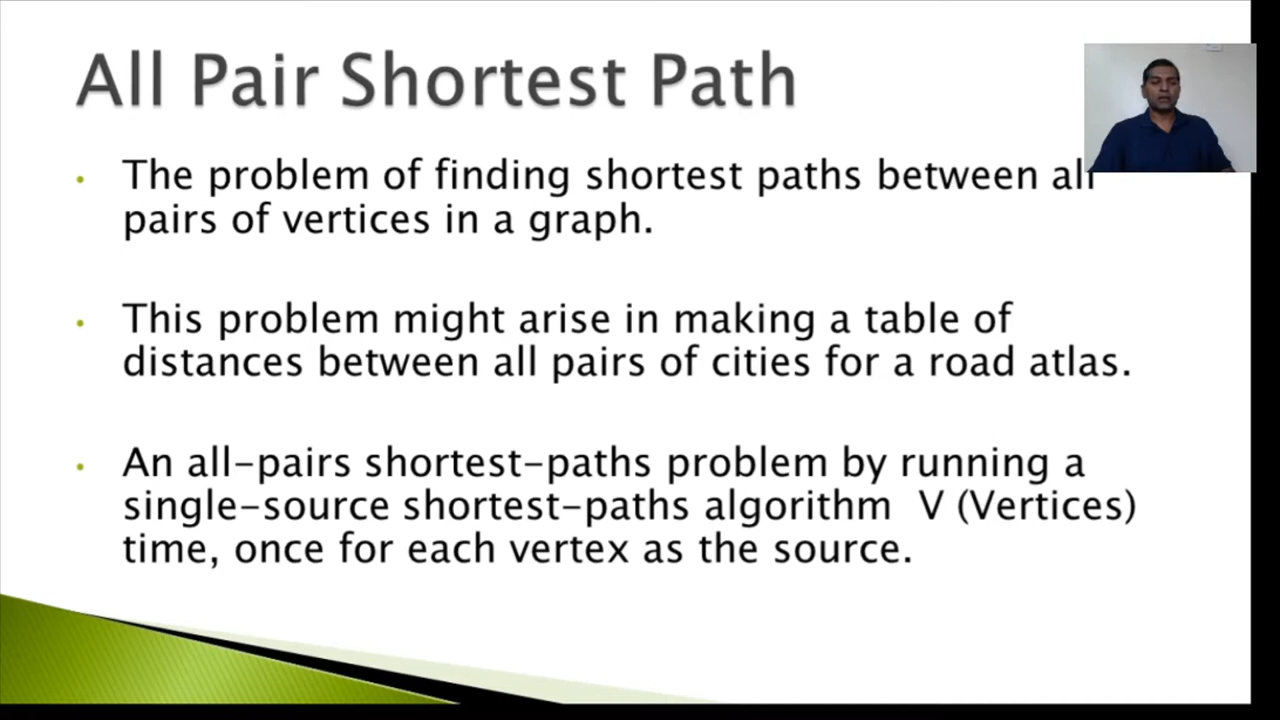 All Pair Shortest Path
• The problem of finding shortest paths between all
pairs of vertices in a graph.
• This problem might arise in making a table of
distances between all pairs of cities for a road atlas.
• An all-pairs shortest-paths problem by running a
single-source shortest-paths algorithm V (Vertices)
time, once for each vertex as the source.